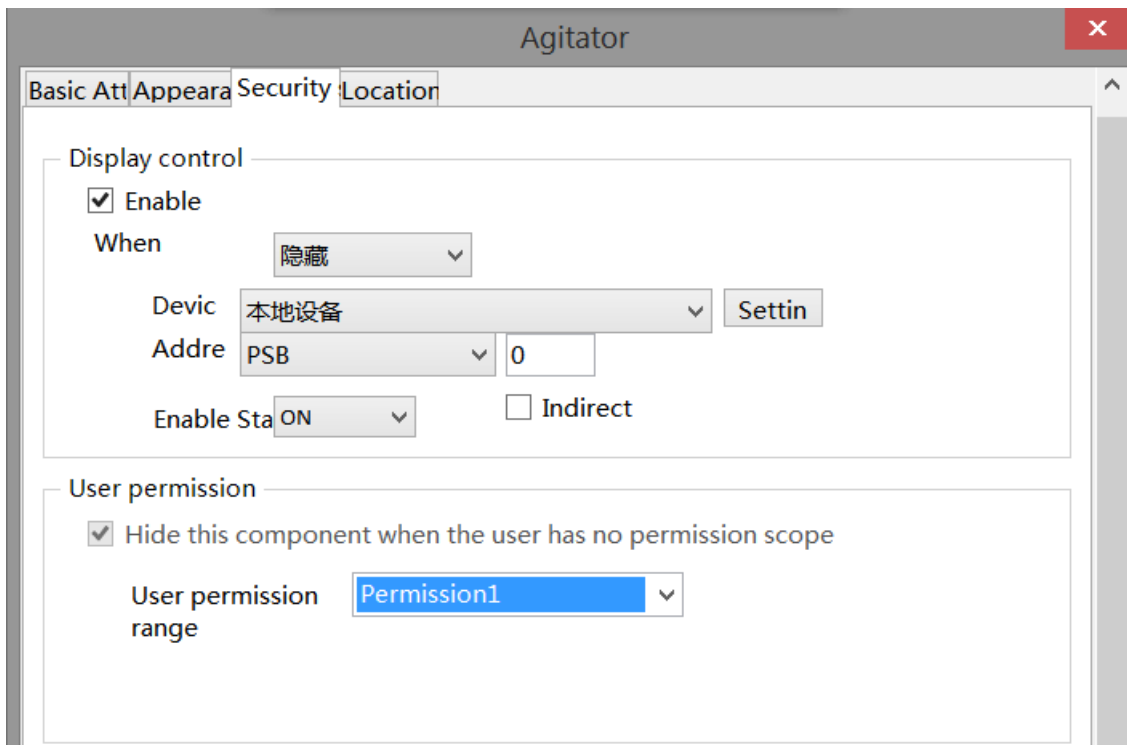 Agitator
Basic Att Appeara Security Location
Display control
Enable
When 隐藏
Devic 本地设备 Settin
Addre PSB 0
Enable Sta ON Indirect
User permission
Hide this component when the user has no permission scope
User permission Permission1
range